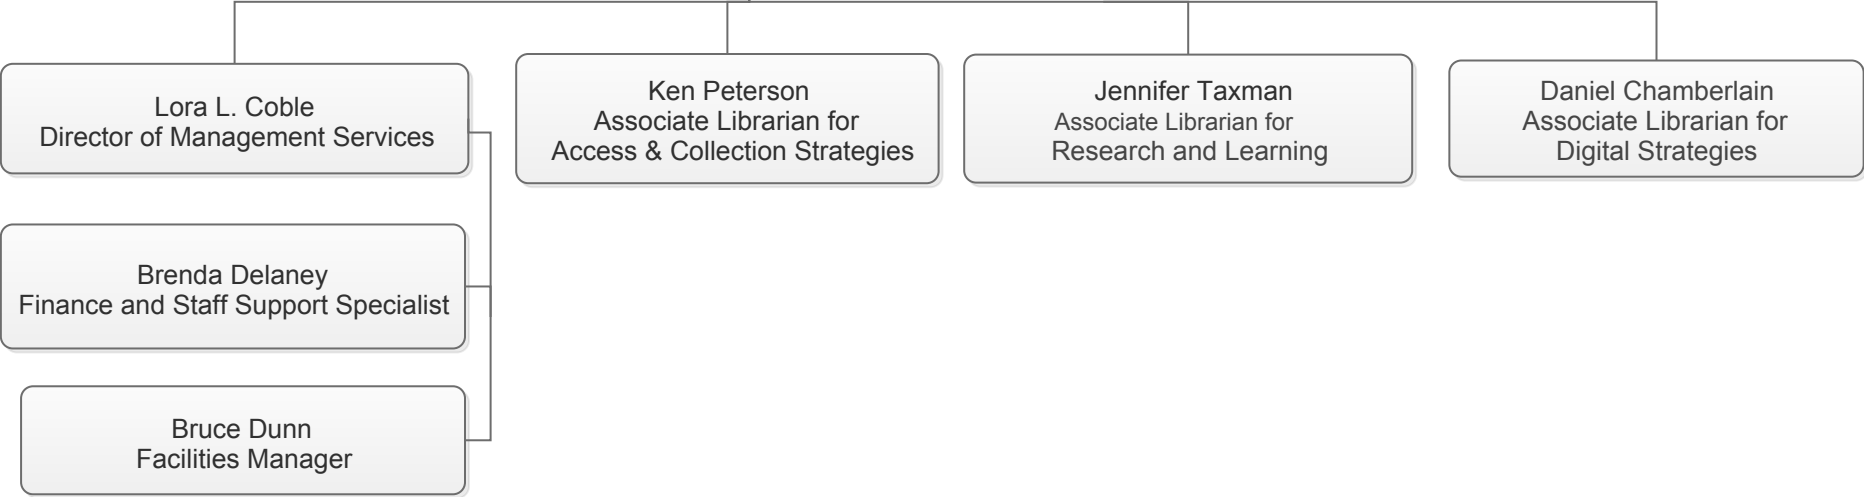 Lora L. Coble
Director of Management Services
Ken Peterson
Associate Librarian for
Access & Collection Strategies
Jennifer Taxman
Associate Librarian for
Research and Learning
Daniel Chamberlain
Associate Librarian for
Digital Strategies
Brenda Delaney
Finance and Staff Support Specialist
Bruce Dunn
Facilities Manager